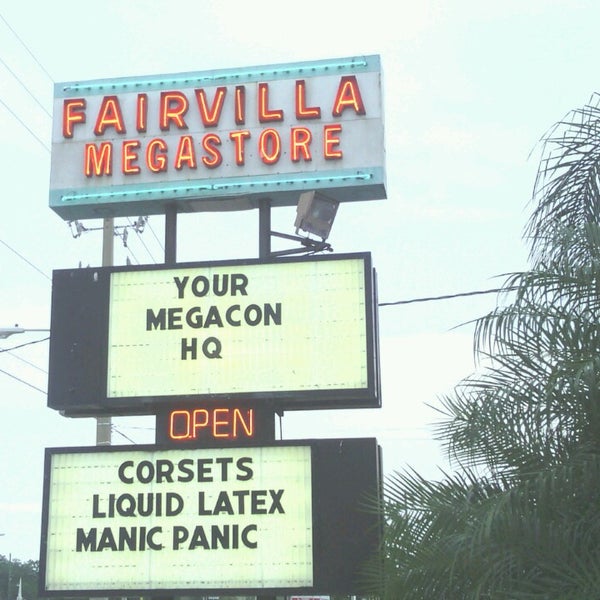 FAIRVILLA
MEGASTORE
YOUR
MEGACON
HQ
OPEN
CORSETS
LIQUID LATEX
MANIC PANIC